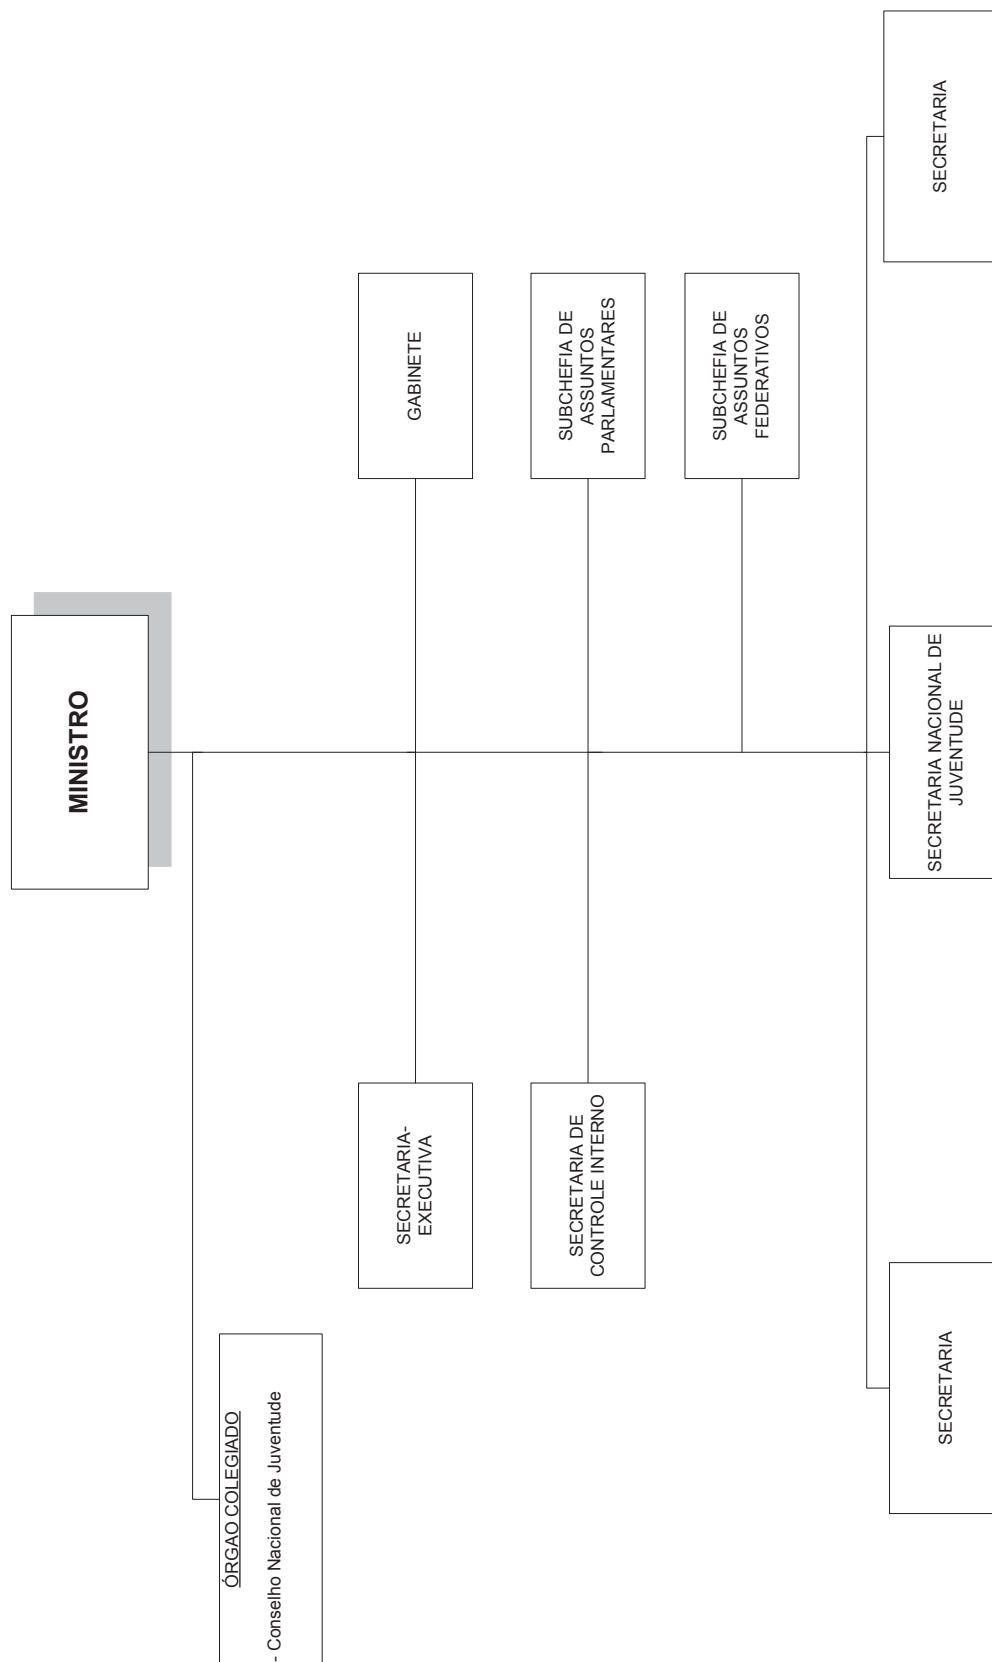 MINISTRO
ÓRGAO COLEGIADO
- Conselho Nacional de Juventude
SECRETARIA-
EXECUTIVA
GABINETE
SECRETARIA DE
CONTROLE INTERNO
SUBCHEFIA DE
ASSUNTOS
PARLAMENTARES
SUBCHEFIA DE
ASSUNTOS
FEDERATIVOS
SECRETARIA
SECRETARIA NACIONAL DE
JUVENTUDE
SECRETARIA